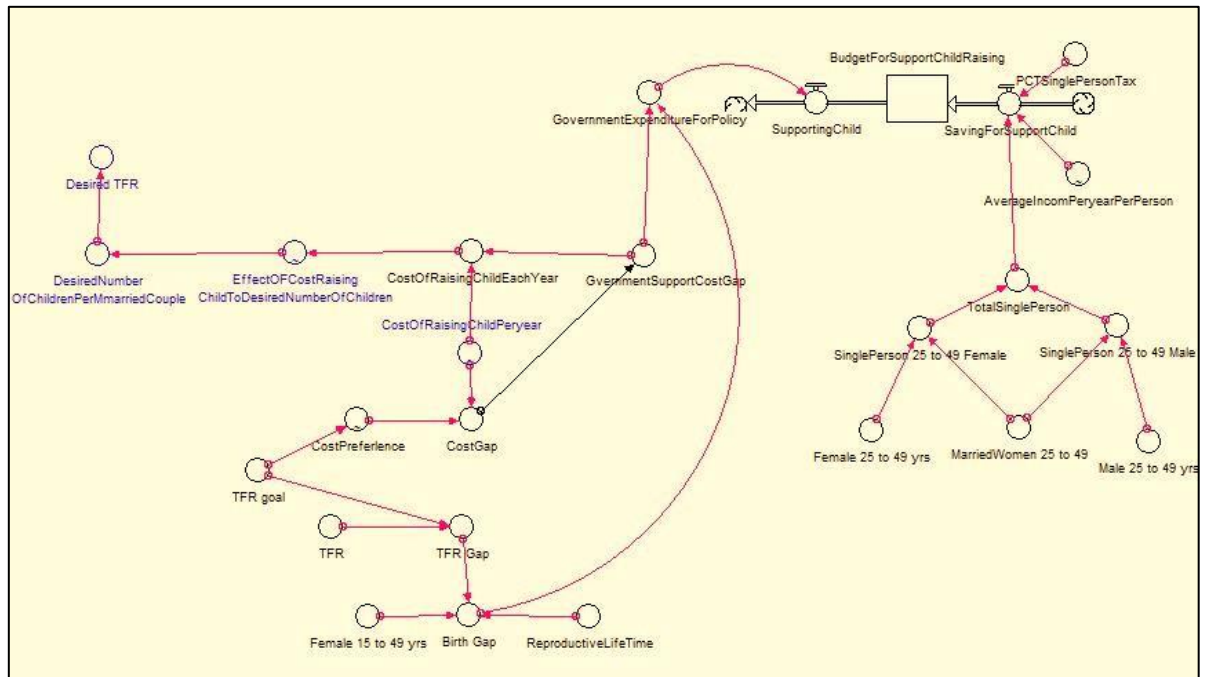 BudgetForSupportChildRaising
PCTSinglePersonTax
GovernmentExpenditureForPolicy
SupportingChild
SavingForSupportChild
Desired TFR
AverageIncomPeryearPerPerson
DesiredNumber
OfChildrenPerMmarriedCouple
EffectOFCostRaising
ChildToDesiredNumberOfChildren
CostOfRaisingChildEachYear
GvernmentSupportCostGap
TotalSinglePerson
CostOfRaisingChildPeryear
SinglePerson 25 to 49 Female
SinglePerson 25 to 49 Male
CostPreferlence
CostGap
Female 25 to 49 yrs
MarriedWomen 25 to 49
Male 25 to 49 yrs
TFR goal
TFR
TFR Gap
Female 15 to 49 yrs
Birth Gap
ReproductiveLifeTime